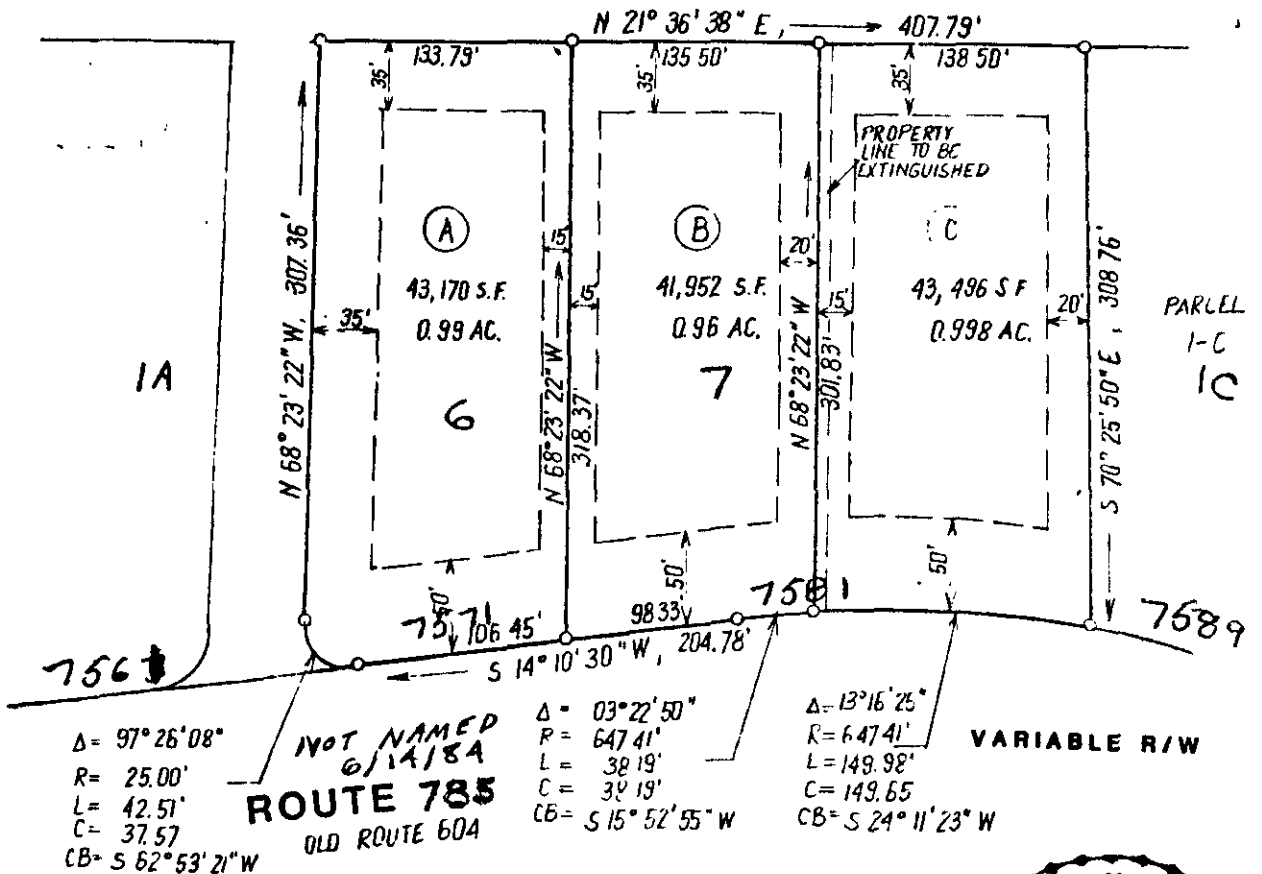 N 21° 36' 38" E, 407.79'
133.79'
135 50'
138 50'
35'
35'
35'
PROPERTY
LINE TO BE
EXTINGUISHED
A
B
C
15'
20'
43,170 S.F.
41,952 S.F.
43,496 S F
0.99 AC.
0.96 AC.
0.998 AC.
35'
15'
15'
20'
N 68° 23' 22" W, 307.36'
N 68° 23' 22" W
318.37'
N 68° 23' 22" W
301.83'
S 70° 25' 50" E, 308 76'
PARCEL
1-C
1C
1A
6
7
50'
50'
50'
7571
106 45'
98 33'
7581
7589
S 14° 10' 30" W, 204.78'
Δ = 97° 26' 08"
R= 25.00'
L= 42.51'
C= 37.57
CB= S 62° 53' 21" W
NOT NAMED
6/14/84
ROUTE 785
OLD ROUTE 604
Δ = 03° 22' 50"
R= 647 41'
L= 38 19'
C= 38 19'
CB= S 15° 52' 55" W
Δ= 13° 16' 25"
R= 647 41'
L= 149.98'
C= 149.65
CB= S 24° 11' 23" W
VARIABLE R/W